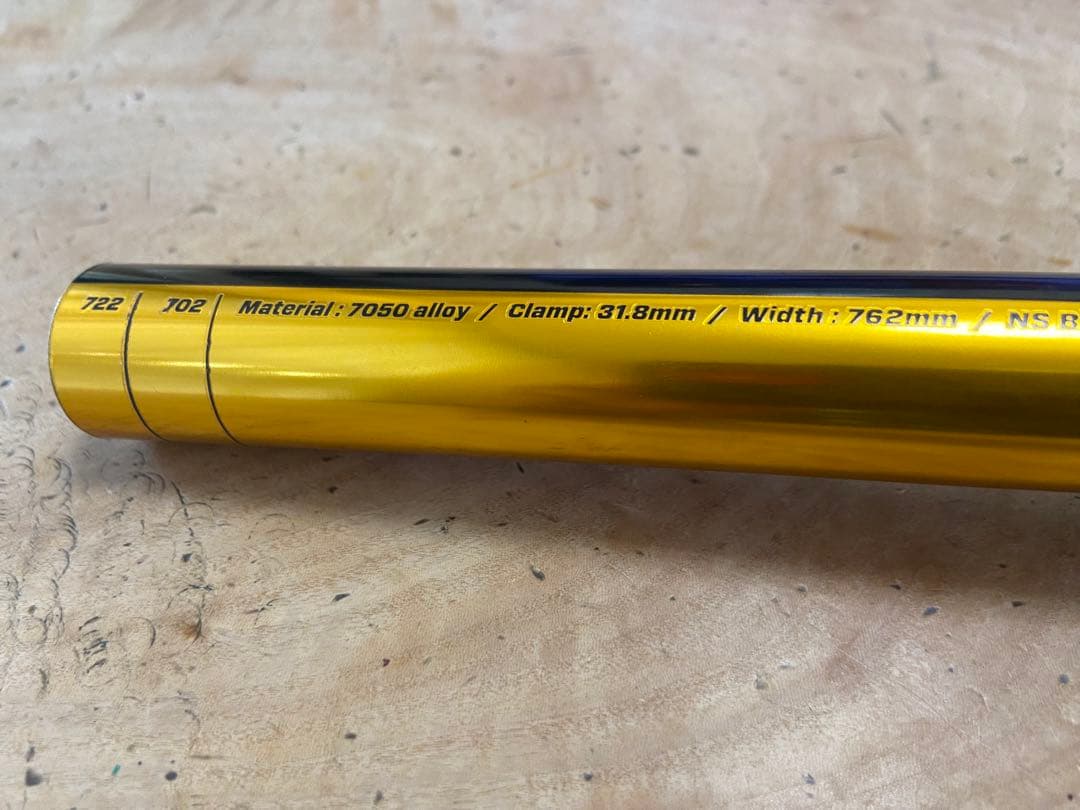 722 702 Material : 7050 alloy / Clamp: 31.8mm / Width : 762mm / NS B